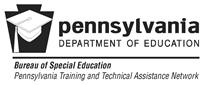 pennsylvania
DEPARTMENT OF EDUCATION
Bureau of Special Education
Pennsylvania Training and Technical Assistance Network